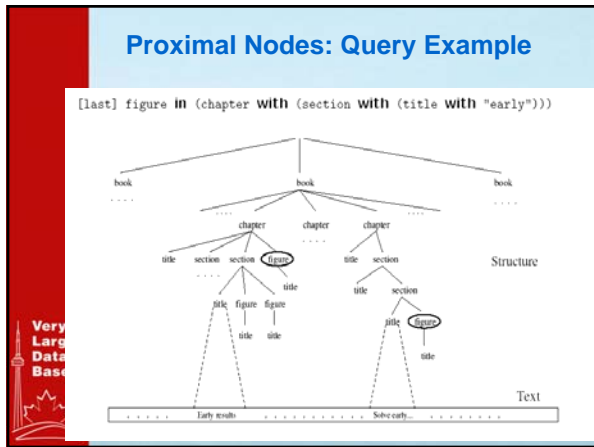 Proximal Nodes: Query Example
[last] figure in (chapter with (section with (title with "early")))
book book book
. . . . . . . .
. . . . . . . .
chapter chapter chapter
. . . .
title section section figure title section Structure
. . . .
title title section
title figure figure
title figure
title title
title
Very
Larg
Data
Base
Text
. . . . . Early results . . . . . . . . . . . Solve early... . . . . . . . .